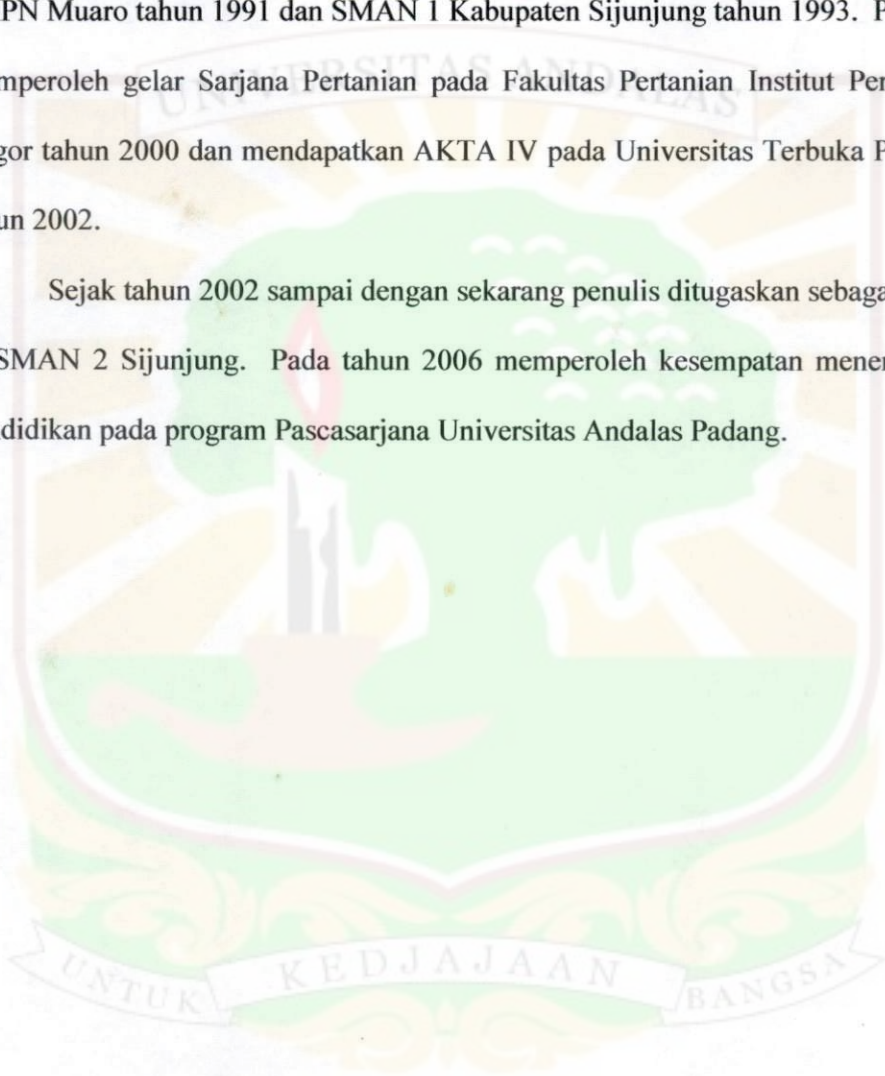 PN Muaro tahun 1991 dan SMAN 1 Kabupaten Sijunjung tahun 1993. P
mperoleh gelar Sarjana Pertanian pada Fakultas Pertanian Institut Per
gor tahun 2000 dan mendapatkan AKTA IV pada Universitas Terbuka P
un 2002.
Sejak tahun 2002 sampai dengan sekarang penulis ditugaskan sebaga
SMAN 2 Sijunjung. Pada tahun 2006 memperoleh kesempatan mener
didikan pada program Pascasarjana Universitas Andalas Padang.
UNIVERSITAS ANDALAS
UNTUK KEDJAJAAN BANGSA